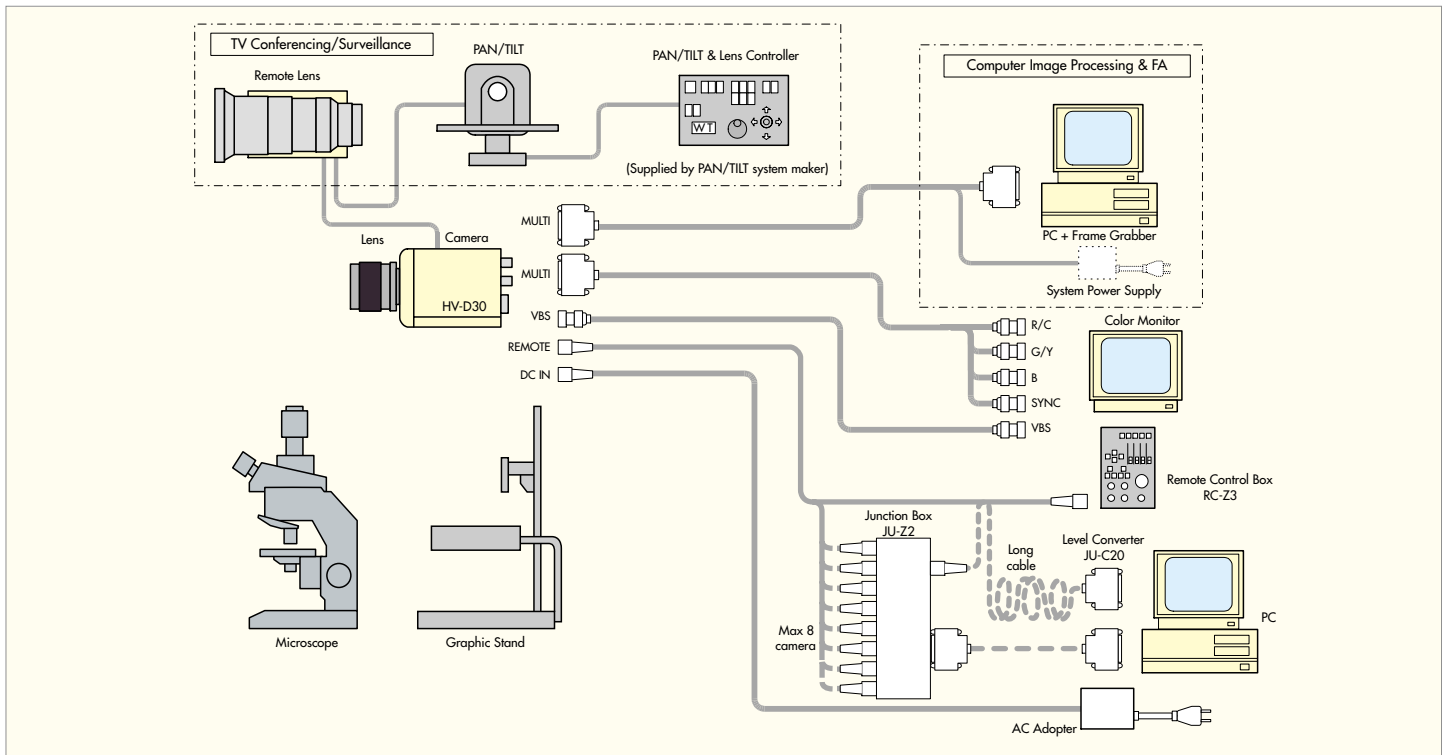 TV Conferencing/Surveillance
PAN/TILT
PAN/TILT & Lens Controller
Remote Lens
W T
(Supplied by PAN/TILT system maker)
Computer Image Processing & FA
PC + Frame Grabber
System Power Supply
Lens
Camera
HV-D30
MULTI
MULTI
VBS
REMOTE
DC IN
R/C
G/Y
B
SYNC
VBS
Color Monitor
Remote Control Box
RC-Z3
Junction Box
JU-Z2
Long
cable
Level Converter
JU-C20
PC
Max 8
camera
Microscope
Graphic Stand
AC Adopter